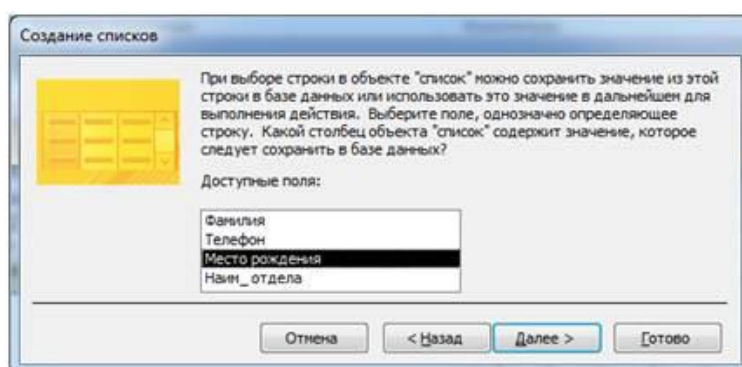 Создание списков
При выборе строки в объекте "список" можно сохранить значение из этой
строки в базе данных или использовать это значение в дальнейшем для
выполнения действия. Выберите поле, однозначно определяющее
строку. Какой столбец объекта "список" содержит значение, которое
следует сохранить в базе данных?
Доступные поля:
Фамилия
Телефон
Место рождения
Наим_отдела
Отмена < Назад Далее > Готово